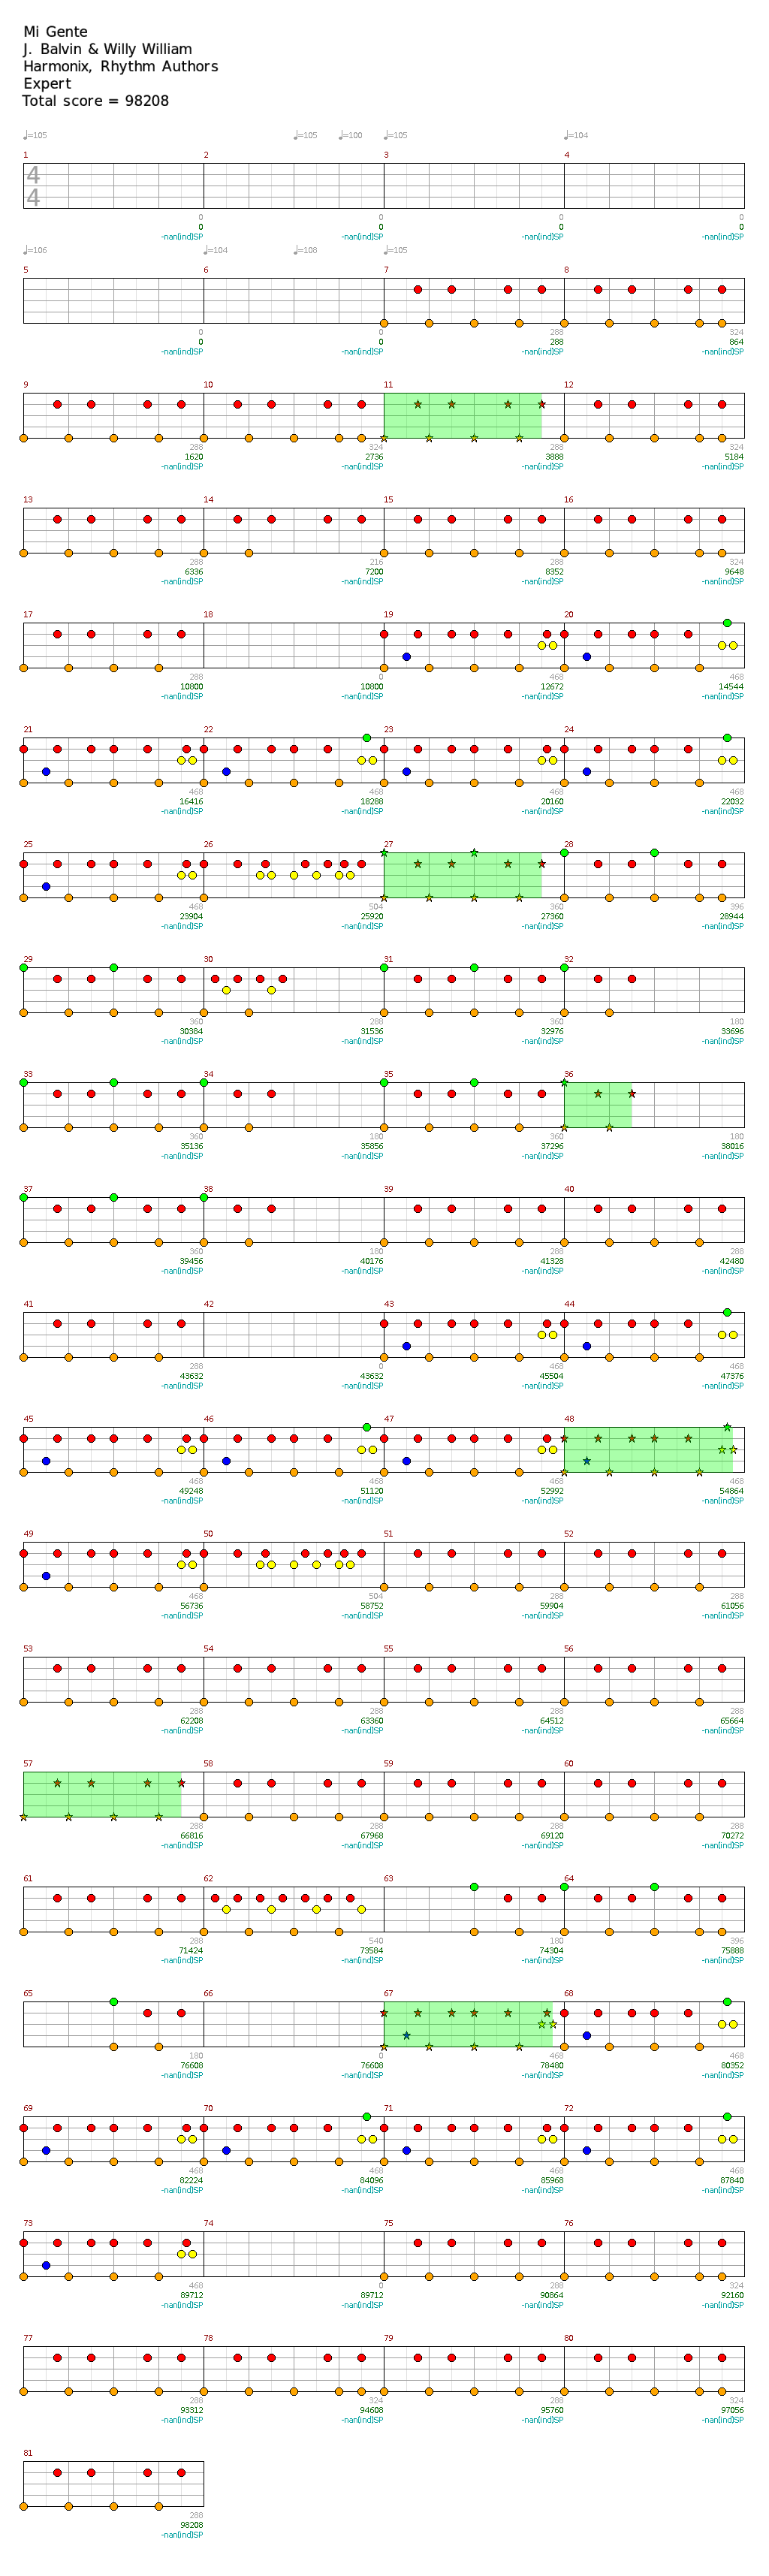 Mi Gente
J. Balvin & Willy William
Harmonix, Rhythm Authors
Expert
Total score = 98208
♩=105 ♩=105 ♩=100 ♩=105 ♩=104
1 2 3 4
4
4
0 0 0 0
0 0 0 0
-nan(ind)SP -nan(ind)SP -nan(ind)SP -nan(ind)SP
♩=106 ♩=104 ♩=108 ♩=105
5 6 7 8
0 0 288 324
0 0 288 864
-nan(ind)SP -nan(ind)SP -nan(ind)SP -nan(ind)SP
9 10 11 12
288 324 288 324
1620 2736 3888 5184
-nan(ind)SP -nan(ind)SP -nan(ind)SP -nan(ind)SP
13 14 15 16
288 216 288 324
6336 7200 8352 9648
-nan(ind)SP -nan(ind)SP -nan(ind)SP -nan(ind)SP
17 18 19 20
288 0 468 468
10800 10800 12672 14544
-nan(ind)SP -nan(ind)SP -nan(ind)SP -nan(ind)SP
21 22 23 24
468 468 468 468
16416 18288 20160 22032
-nan(ind)SP -nan(ind)SP -nan(ind)SP -nan(ind)SP
25 26 27 28
468 504 360 396
23904 25920 27360 28944
-nan(ind)SP -nan(ind)SP -nan(ind)SP -nan(ind)SP
29 30 31 32
360 288 360 180
30384 31536 32976 33696
-nan(ind)SP -nan(ind)SP -nan(ind)SP -nan(ind)SP
33 34 35 36
360 180 360 180
35136 35856 37296 38016
-nan(ind)SP -nan(ind)SP -nan(ind)SP -nan(ind)SP
37 38 39 40
360 180 288 288
39456 40176 41328 42480
-nan(ind)SP -nan(ind)SP -nan(ind)SP -nan(ind)SP
41 42 43 44
288 0 468 468
43632 43632 45504 47376
-nan(ind)SP -nan(ind)SP -nan(ind)SP -nan(ind)SP
45 46 47 48
468 468 468 468
49248 51120 52992 54864
-nan(ind)SP -nan(ind)SP -nan(ind)SP -nan(ind)SP
49 50 51 52
468 504 288 288
56736 58752 59904 61056
-nan(ind)SP -nan(ind)SP -nan(ind)SP -nan(ind)SP
53 54 55 56
288 288 288 288
62208 63360 64512 65664
-nan(ind)SP -nan(ind)SP -nan(ind)SP -nan(ind)SP
57 58 59 60
288 288 288 288
66816 67968 69120 70272
-nan(ind)SP -nan(ind)SP -nan(ind)SP -nan(ind)SP
61 62 63 64
288 540 180 396
71424 73584 74304 75888
-nan(ind)SP -nan(ind)SP -nan(ind)SP -nan(ind)SP
65 66 67 68
180 0 468 468
76608 76608 78480 80352
-nan(ind)SP -nan(ind)SP -nan(ind)SP -nan(ind)SP
69 70 71 72
468 468 468 468
82224 84096 85968 87840
-nan(ind)SP -nan(ind)SP -nan(ind)SP -nan(ind)SP
73 74 75 76
468 0 288 324
89712 89712 90864 92160
-nan(ind)SP -nan(ind)SP -nan(ind)SP -nan(ind)SP
77 78 79 80
288 324 288 324
93312 94608 95760 97056
-nan(ind)SP -nan(ind)SP -nan(ind)SP -nan(ind)SP
81
288
98208
-nan(ind)SP